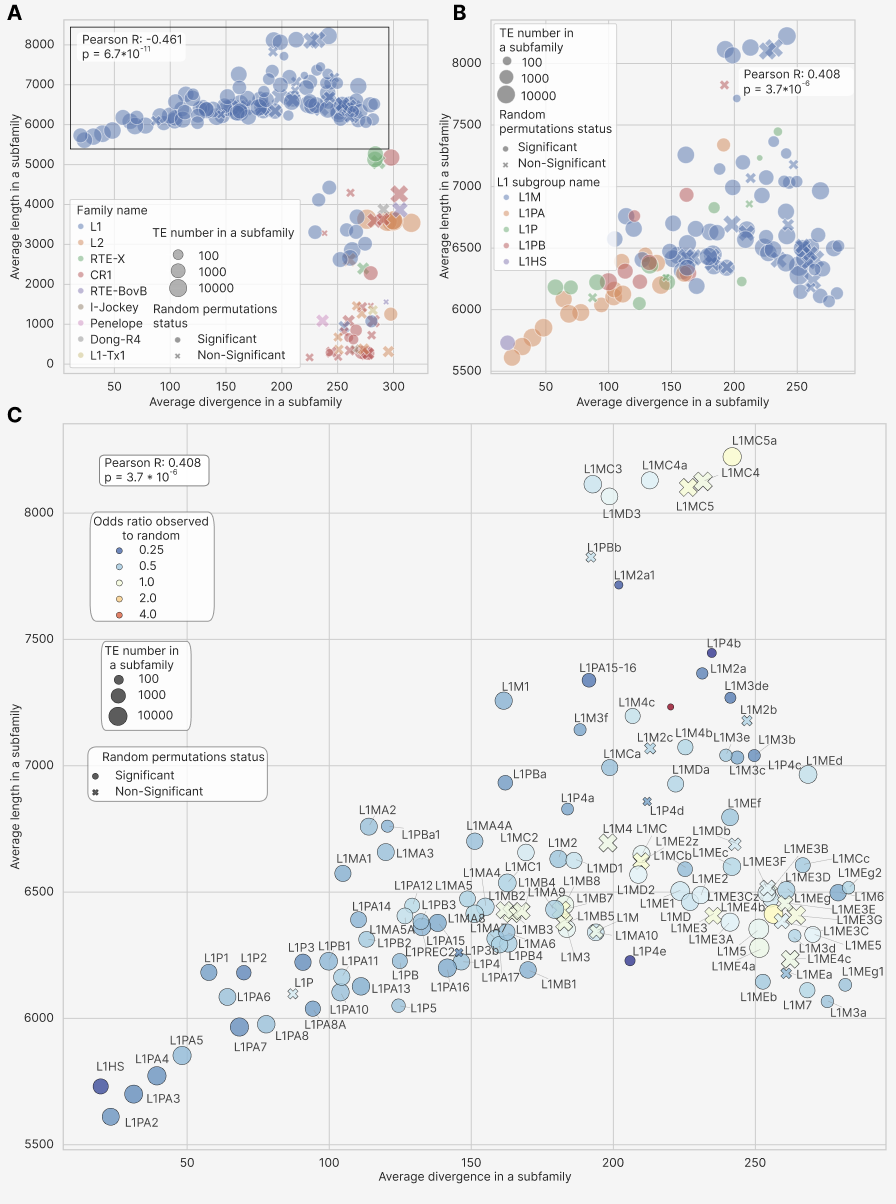 A
Pearson R: -0.461
p = 6.7*10^-11
8000
7000
6000
5000
4000
3000
2000
1000
0
Average length in a subfamily
Family name
L1
L2
RTE-X
CR1
RTE-BovB
I-Jockey
Penelope
Dong-R4
L1-Tx1
TE number in a subfamily
100
1000
10000
Random permutations
status
Significant
Non-Significant
50
100
150
200
250
300
Average divergence in a subfamily
B
TE number in
a subfamily
100
1000
10000
Random
permutations status
Significant
Non-Significant
L1 subgroup name
L1M
L1PA
L1P
L1PB
L1HS
Pearson R: 0.408
p = 3.7*10^-6
8000
7500
7000
6500
6000
5500
Average length in a subfamily
50
100
150
200
250
Average divergence in a subfamily
C
Pearson R: 0.408
p = 3.7 * 10^-6
Odds ratio observed
to random
0.25
0.5
1.0
2.0
4.0
TE number in
a subfamily
100
1000
10000
Random permutations status
Significant
Non-Significant
8000
7500
7000
6500
6000
5500
Average length in a subfamily
L1MC5a
L1MC3
L1MC4a
L1MC4
L1MC5
L1MD3
L1PBb
L1M2a1
L1P4b
L1PA15-16
L1M2a
L1M1
L1M3de
L1M4c
L1M2b
L1M3f
L1M2c
L1M4b
L1M3e
L1M3b
L1MCa
L1MEd
L1M3c
L1P4c
L1PBa
L1MDa
L1P4a
L1P4d
L1MEf
L1MA2
L1PBa1
L1MA4A
L1MC2
L1M4
L1MC
L1MDb
L1ME2z
L1MA1
L1MA3
L1M2
L1MCb
L1MEc
L1ME3F
L1ME3B
L1MCc
L1MC1
L1MD1
L1MA4
L1ME2
L1ME3D
L1MEg2
L1PA12
L1MA5
L1MB4
L1MB8
L1MD2
L1MB2
L1MA9
L1MB7
L1ME3Cz
L1MEg
L1M6
L1PA14
L1PB3
L1MA8
L1MB5
L1M
L1ME1
L1ME4b
L1ME3E
L1ME3G
L1MD
L1MA5A
L1MA7
L1MB3
L1MA10
L1ME3
L1ME3C
L1ME3A
L1PB2
L1PA15
L1MA6
L1M5
L1M3d
L1ME5
L1P3
L1PB1
L1PREC2
L1P3b
L1PB4
L1M3
L1P4e
L1ME4c
L1P1
L1P2
L1PA11
L1PB
L1P4
L1ME4a
L1MEa
L1MEg1
L1P
L1PA13
L1PA16
L1PA17
L1MB1
L1PA6
L1PA10
L1P5
L1MEb
L1M7
L1M3a
L1PA8A
L1PA8
L1PA7
L1PA5
L1PA4
L1HS
L1PA3
L1PA2
50
100
150
200
250
Average divergence in a subfamily